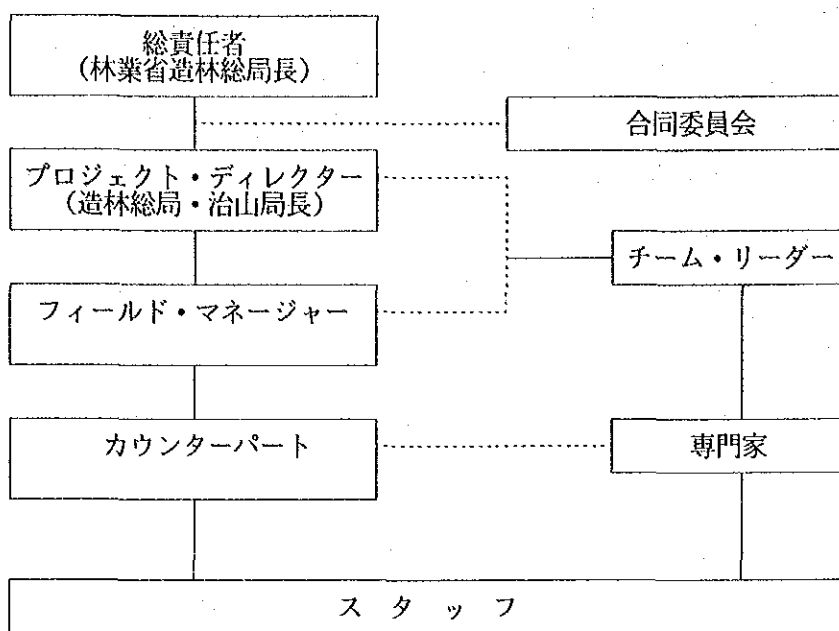 総責任者
(林業省造林総局長)
合同委員会
プロジェクト・ディレクター
(造林総局・治山局長)
チーム・リーダー
フィールド・マネージャー
カウンターパート
専門家
スタッフ